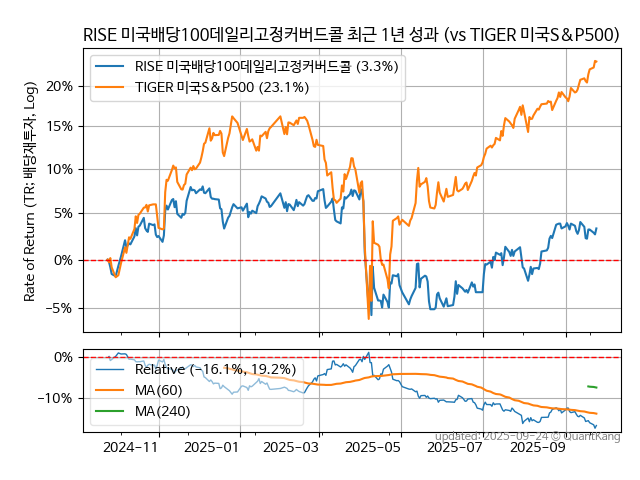 RISE 미국배당100데일리고정커버드콜 최근 1년 성과 (vs TIGER 미국S&P500)
RISE 미국배당100데일리고정커버드콜 (3.3%)
TIGER 미국S&P500 (23.1%)
Rate of Return (TR: 배당재투자, Log)
20%
15%
10%
5%
0%
−5%
0%
−10%
Relative (−16.1%, 19.2%)
MA(60)
MA(240)
2024-11
2025-01
2025-03
2025-05
2025-07
2025-09
updated: 2025-09-24 © QuantKang